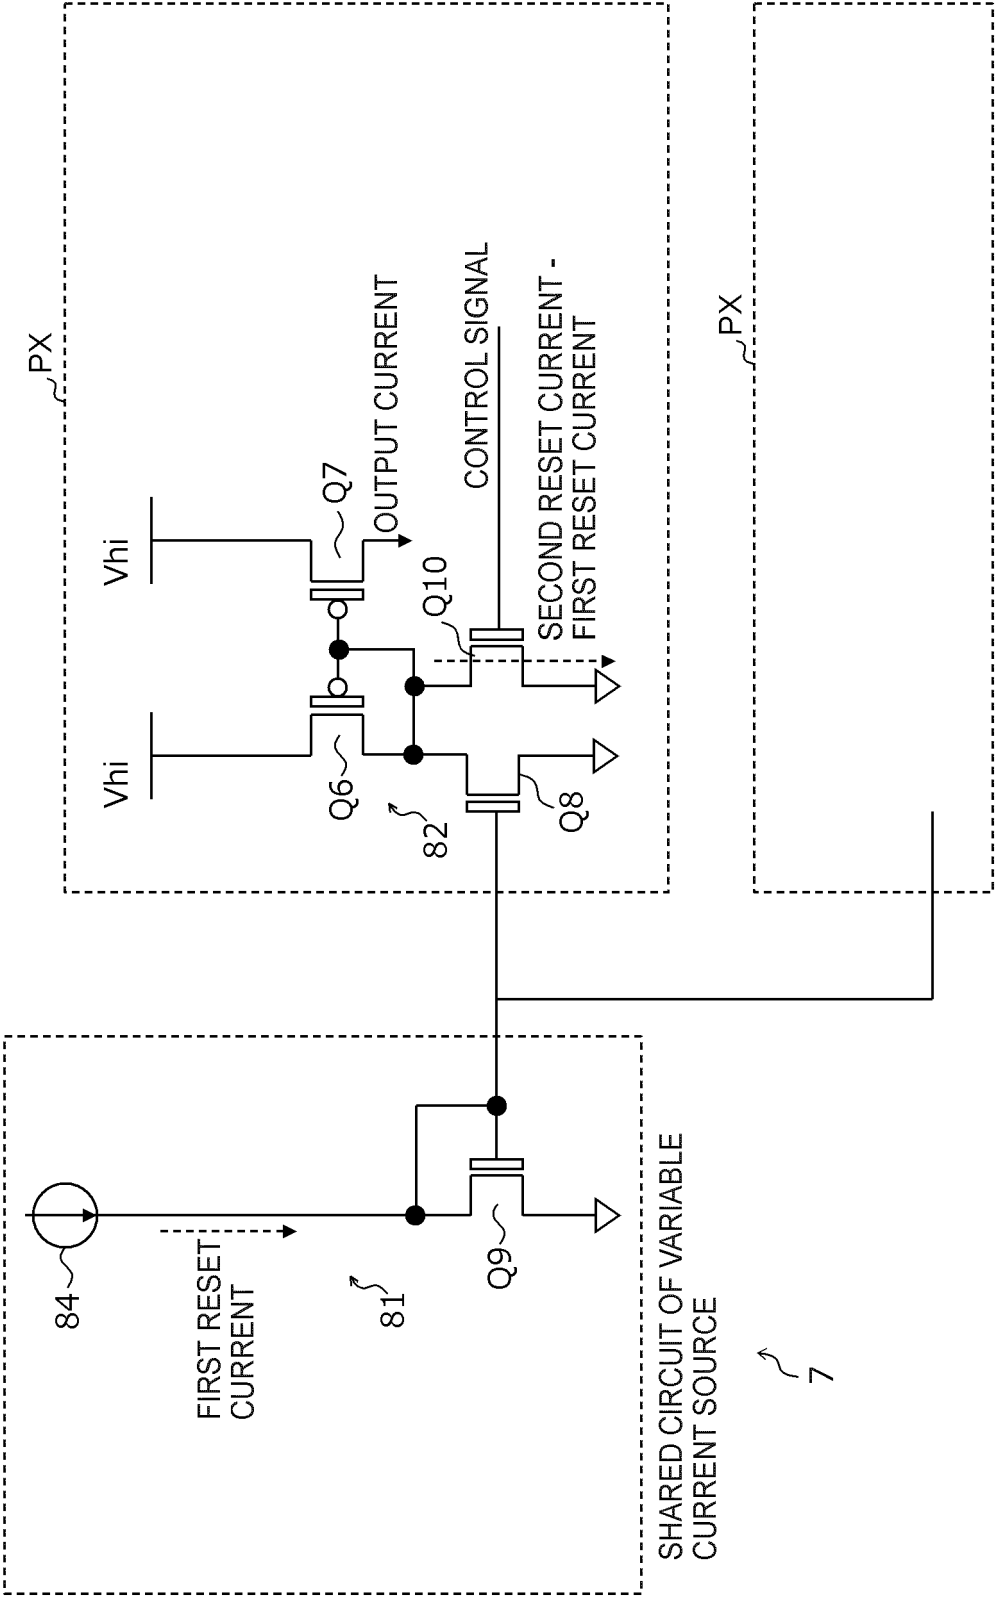 PX
84
Vhi
Vhi
FIRST RESET
CURRENT
Q6
Q7
OUTPUT CURRENT
81
82
Q10
CONTROL SIGNAL
Q9
Q8
SECOND RESET CURRENT -
FIRST RESET CURRENT
SHARED CIRCUIT OF VARIABLE
CURRENT SOURCE
PX
7